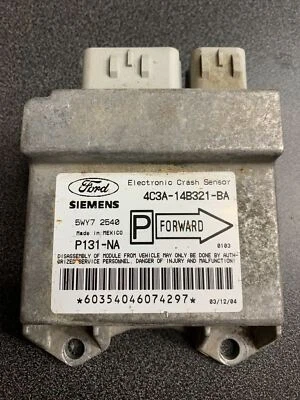 Ford
Electronic Crash Sensor
SIEMENS
4C3A-14B321-BA
5WY7 2540
Made in MEXICO
P131-NA
P FORWARD
0103
DISASSEMBLY OF MODULE FROM VEHICLE MAY ONLY BE DONE BY AUTH-
ORIZED SERVICE PERSONNEL. DANGER OF INJURY AND MALFUNCTION!
*60354046074297*
03/12/04